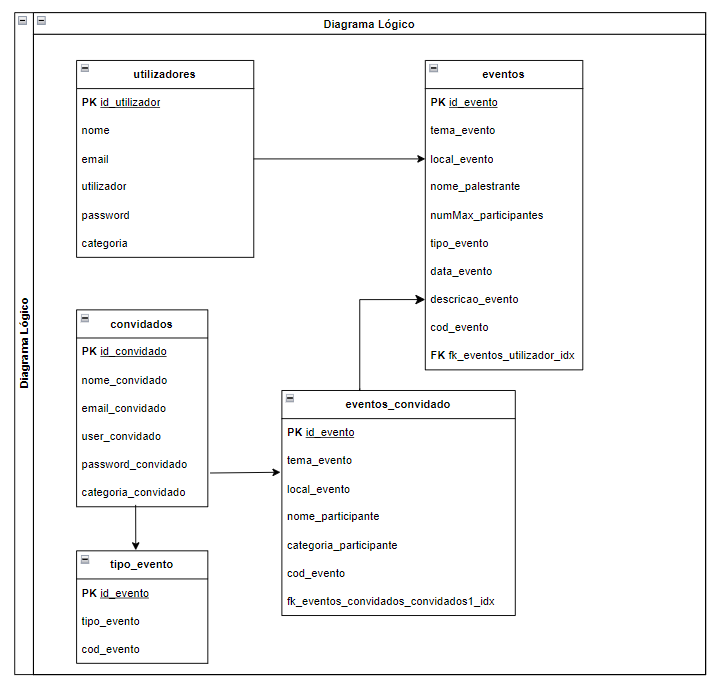 Diagrama Lógico
Diagrama Lógico
utilizadores
PK id_utilizador
nome
email
utilizador
password
categoria
eventos
PK id_evento
tema_evento
local_evento
nome_palestrante
numMax_participantes
tipo_evento
data_evento
descricao_evento
cod_evento
FK fk_eventos_utilizador_idx
convidados
PK id_convidado
nome_convidado
email_convidado
user_convidado
password_convidado
categoria_convidado
eventos_convidado
PK id_evento
tema_evento
local_evento
nome_participante
categoria_participante
cod_evento
fk_eventos_convidados_convidados1_idx
tipo_evento
PK id_evento
tipo_evento
cod_evento